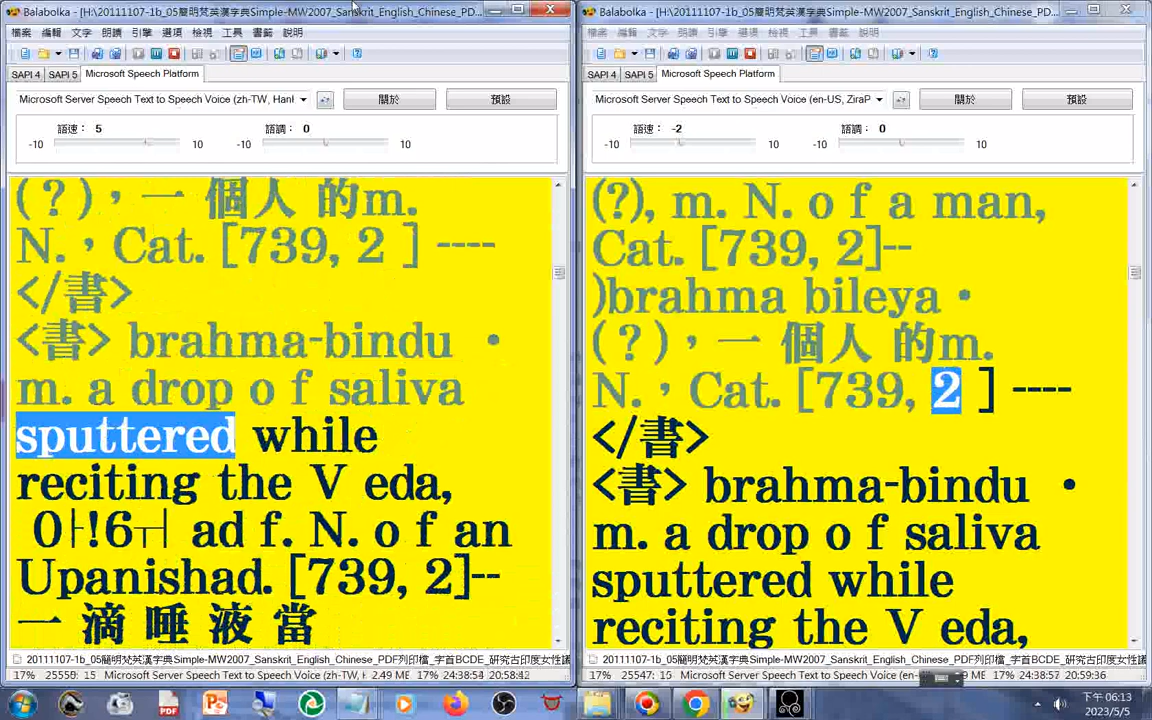 Balabolka - [H:\20111107-1b_05簡明梵英漢字典Simple-MW2007_Sanskrit_English_Chinese_PD...
檔案 編輯 文字 朗讀 引擎 選項 檢視 工具 書籤 說明
SAPI 4 SAPI 5 Microsoft Speech Platform
Microsoft Server Speech Text to Speech Voice (zh-TW, Hanl
關於 預設
語速： 5 語調： 0
-10 10 -10 10
(？)，一 個人 的m.
N.，Cat. [739, 2 ] ----
</書>
<書> brahma-bindu •
m. a drop o f saliva
sputtered while
reciting the V eda,
아!6ㅜㅓ ad f. N. o f an
Upanishad. [739, 2]--
一 滴 唾 液 當
20111107-1b_05簡明梵英漢字典Simple-MW2007_Sanskrit_English_Chinese_PDF列印檔_字首BCDE_研究古印度女性議
17% 25559: 15 Microsoft Server Speech Text to Speech Voice (zh-TW, H 2.49 ME 17% 24:38:54 20:58:42
Balabolka - [H:\20111107-1b_05簡明梵英漢字典Simple-MW2007_Sanskrit_English_Chinese_PD...
檔案 編輯 文字 朗讀 引擎 選項 檢視 工具 書籤 說明
SAPI 4 SAPI 5 Microsoft Speech Platform
Microsoft Server Speech Text to Speech Voice (en-US, ZiraP
關於 預設
語速： -2 語調： 0
-10 10 -10 10
(?), m. N. o f a man,
Cat. [739, 2]--
)brahma bileya •
(？)，一 個人 的m.
N.，Cat. [739, 2 ] ----
</書>
<書> brahma-bindu •
m. a drop o f saliva
sputtered while
reciting the V eda,
20111107-1b_05簡明梵英漢字典Simple-MW2007_Sanskrit_English_Chinese_PDF列印檔_字首BCDE_研究古印度女性議
17% 25547: 15 Microsoft Server Speech Text to Speech Voice (en-US 17% 24:38:57 20:59:36
下午 06:13
2023/5/5